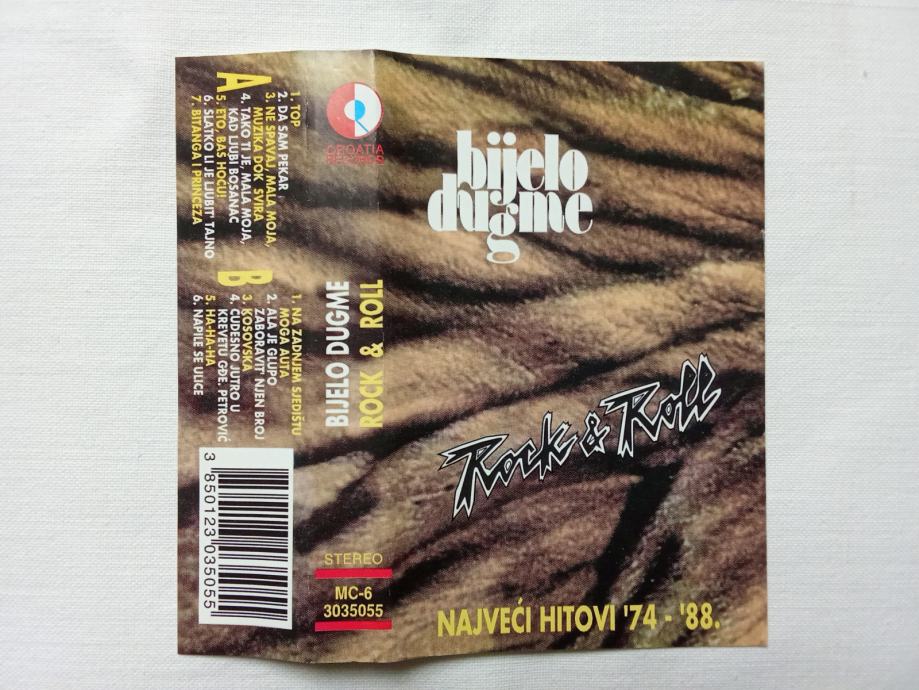 bijelo
dugme
Rock & Roll
NAJVEĆI HITOVI '74 - '88.
CROATIA
RECORDS
BIJELO DUGME
ROCK & ROLL
STEREO
MC-6
3035055
A
1. TOP
2. DA SAM PEKAR
3. NE SPAVAJ, MALA MOJA,
MUZIKA DOK SVIRA
4. TAKO TI JE, MALA MOJA,
KAD LJUBI BOSANAC
5. ETO, BAŠ HOĆU!
6. SLATKO LI JE LJUBIT' TAJNO
7. BITANGA I PRINCEZA
B
1. NA ZADNJEM SJEDIŠTU
MOGA AUTA
2. ALA JE GLUPO
ZABORAVIT' NJEN BROJ
3. KOSOVSKA
4. ČUDESNO JUTRO U
KREVETU GĐE. PETROVIĆ
5. HA-HA-HA
6. NAPILE SE ULICE
3 850123 035055